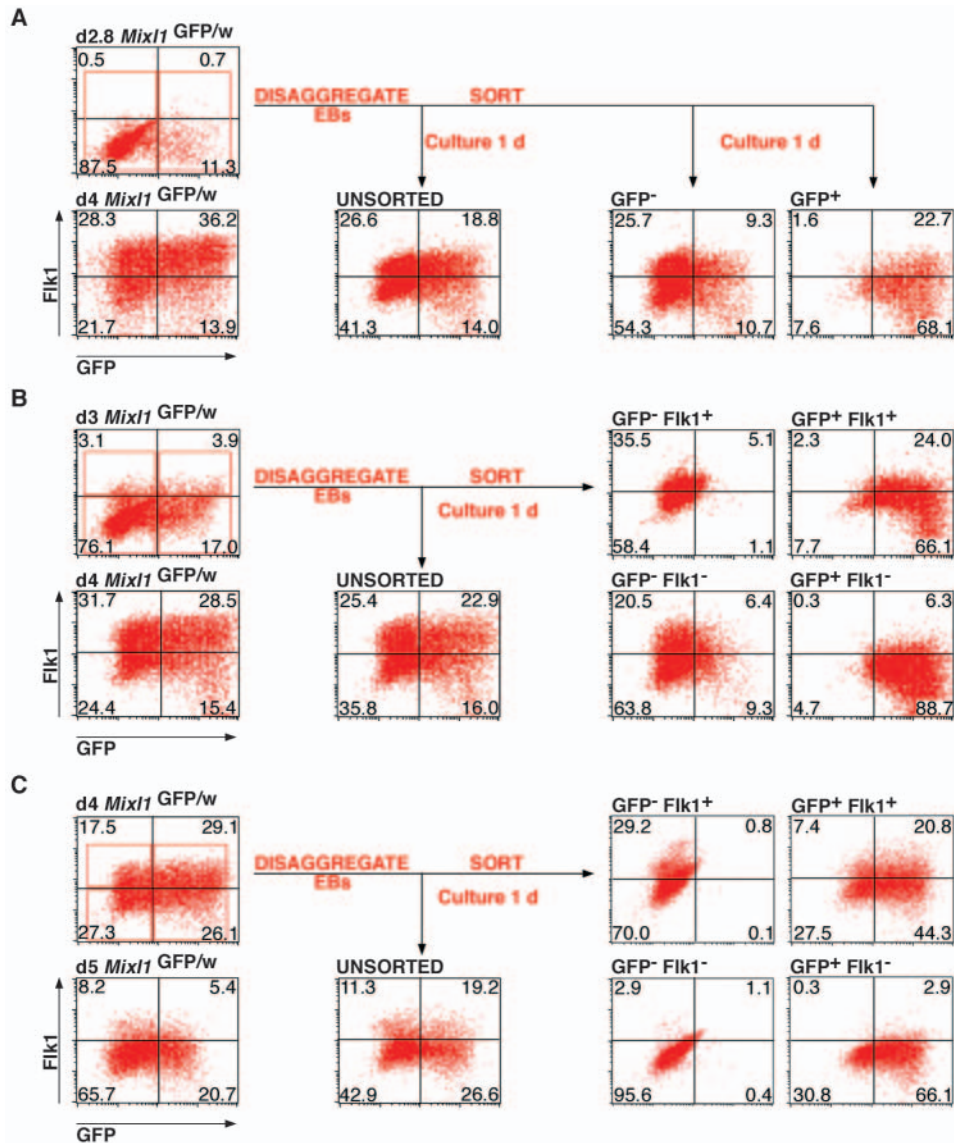 A
d2.8 Mixl1 GFP/w
0.5 0.7
87.5 11.3
DISAGGREGATE SORT
EBs
Culture 1 d Culture 1 d
d4 Mixl1 GFP/w UNSORTED GFP- GFP+
28.3 36.2 26.6 18.8 25.7 9.3 1.6 22.7
Flk1
21.7 13.9 41.3 14.0 54.3 10.7 7.6 68.1
GFP
B
d3 Mixl1 GFP/w GFP- Flk1+ GFP+ Flk1+
3.1 3.9 35.5 5.1 2.3 24.0
DISAGGREGATE SORT
EBs Culture 1 d
76.1 17.0 58.4 1.1 7.7 66.1
d4 Mixl1 GFP/w UNSORTED GFP- Flk1- GFP+ Flk1-
31.7 28.5 25.4 22.9 20.5 6.4 0.3 6.3
Flk1
24.4 15.4 35.8 16.0 63.8 9.3 4.7 88.7
GFP
C
d4 Mixl1 GFP/w GFP- Flk1+ GFP+ Flk1+
17.5 29.1 29.2 0.8 7.4 20.8
DISAGGREGATE SORT
EBs Culture 1 d
27.3 26.1 70.0 0.1 27.5 44.3
d5 Mixl1 GFP/w UNSORTED GFP- Flk1- GFP+ Flk1-
8.2 5.4 11.3 19.2 2.9 1.1 0.3 2.9
Flk1
65.7 20.7 42.9 26.6 95.6 0.4 30.8 66.1
GFP